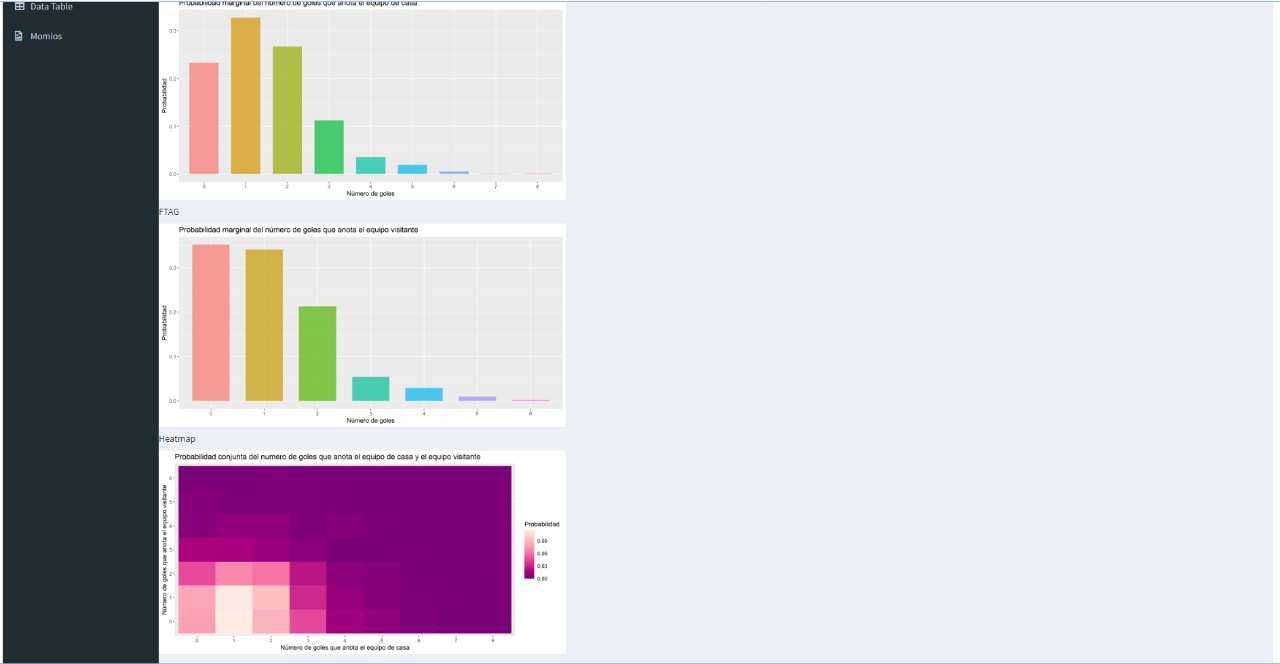 Data Table
Momios
Probabilidad marginal del número de goles que anota el equipo de casa
Probabilidad
0.3
0.2
0.1
0.0
0 1 2 3 4 5 6 7 8
Número de goles
FTAG
Probabilidad marginal del número de goles que anota el equipo visitante
Probabilidad
0.3
0.2
0.1
0.0
0 1 2 3 4 5 6
Número de goles
Heatmap
Probabilidad conjunta del numero de goles que anota el equipo de casa y el equipo visitante
Número de goles que anota el equipo visitante
6
5
4
3
2
1
0
0 1 2 3 4 5 6 7 8
Número de goles que anota el equipo de casa
Probabilidad
0.09
0.06
0.03
0.00